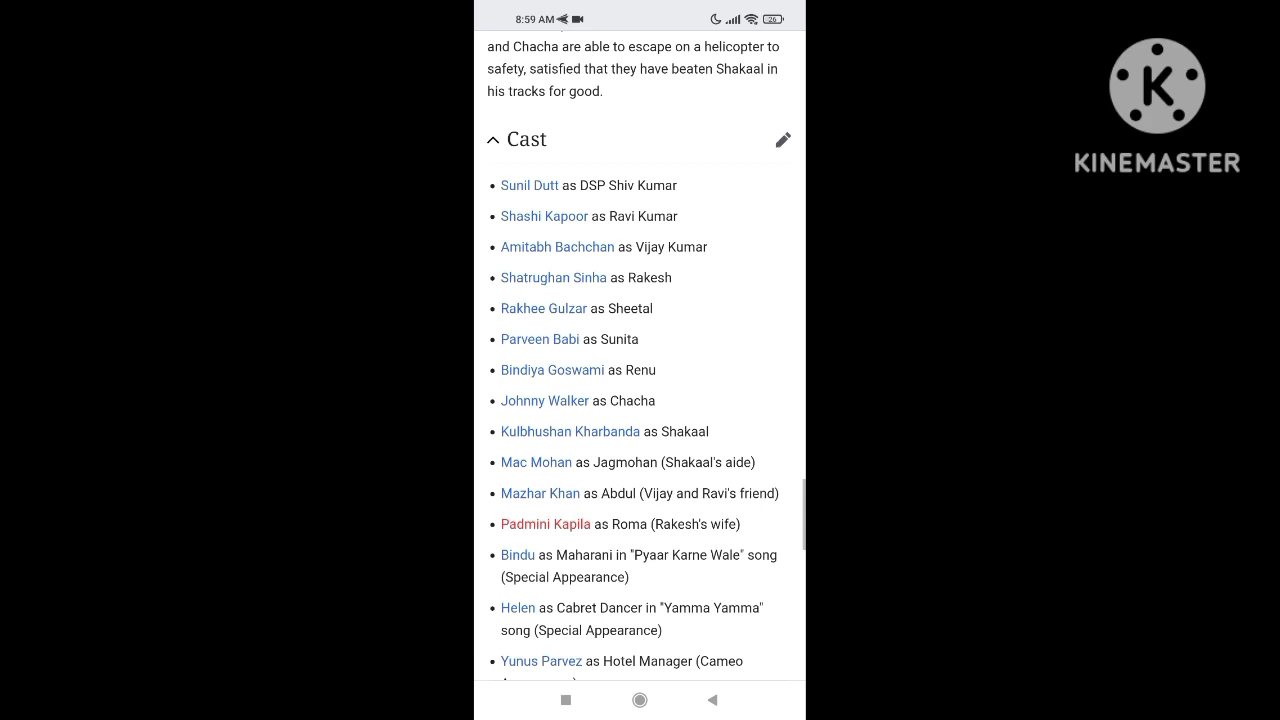 8:59 AM
26
and Chacha are able to escape on a helicopter to
safety, satisfied that they have beaten Shakaal in
his tracks for good.
Cast
• Sunil Dutt as DSP Shiv Kumar
• Shashi Kapoor as Ravi Kumar
• Amitabh Bachchan as Vijay Kumar
• Shatrughan Sinha as Rakesh
• Rakhee Gulzar as Sheetal
• Parveen Babi as Sunita
• Bindiya Goswami as Renu
• Johnny Walker as Chacha
• Kulbhushan Kharbanda as Shakaal
• Mac Mohan as Jagmohan (Shakaal's aide)
• Mazhar Khan as Abdul (Vijay and Ravi's friend)
• Padmini Kapila as Roma (Rakesh's wife)
• Bindu as Maharani in "Pyaar Karne Wale" song
(Special Appearance)
• Helen as Cabret Dancer in "Yamma Yamma"
song (Special Appearance)
• Yunus Parvez as Hotel Manager (Cameo
K
KINEMASTER